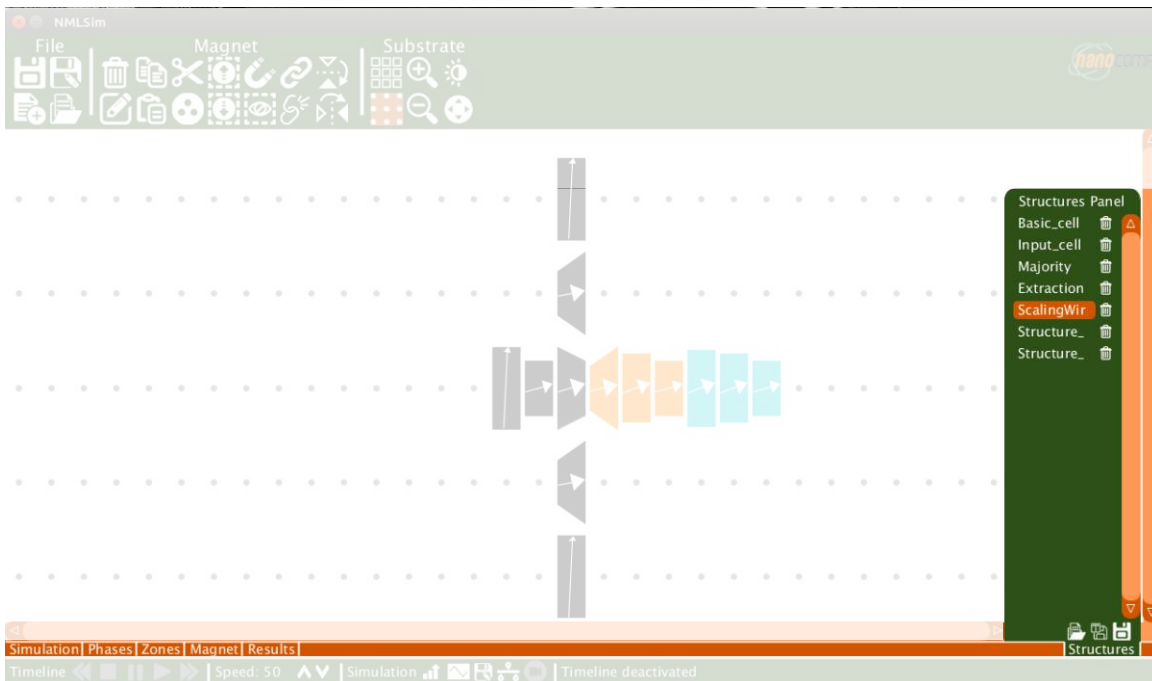 NMLSim
File Magnet Substrate
nano
Structures Panel
Basic_cell
Input_cell
Majority
Extraction
ScalingWir
Structure_
Structure_
Simulation| Phases| Zones| Magnet| Results|
|Structures|
Timeline | Speed: 50 | Simulation | Timeline deactivated